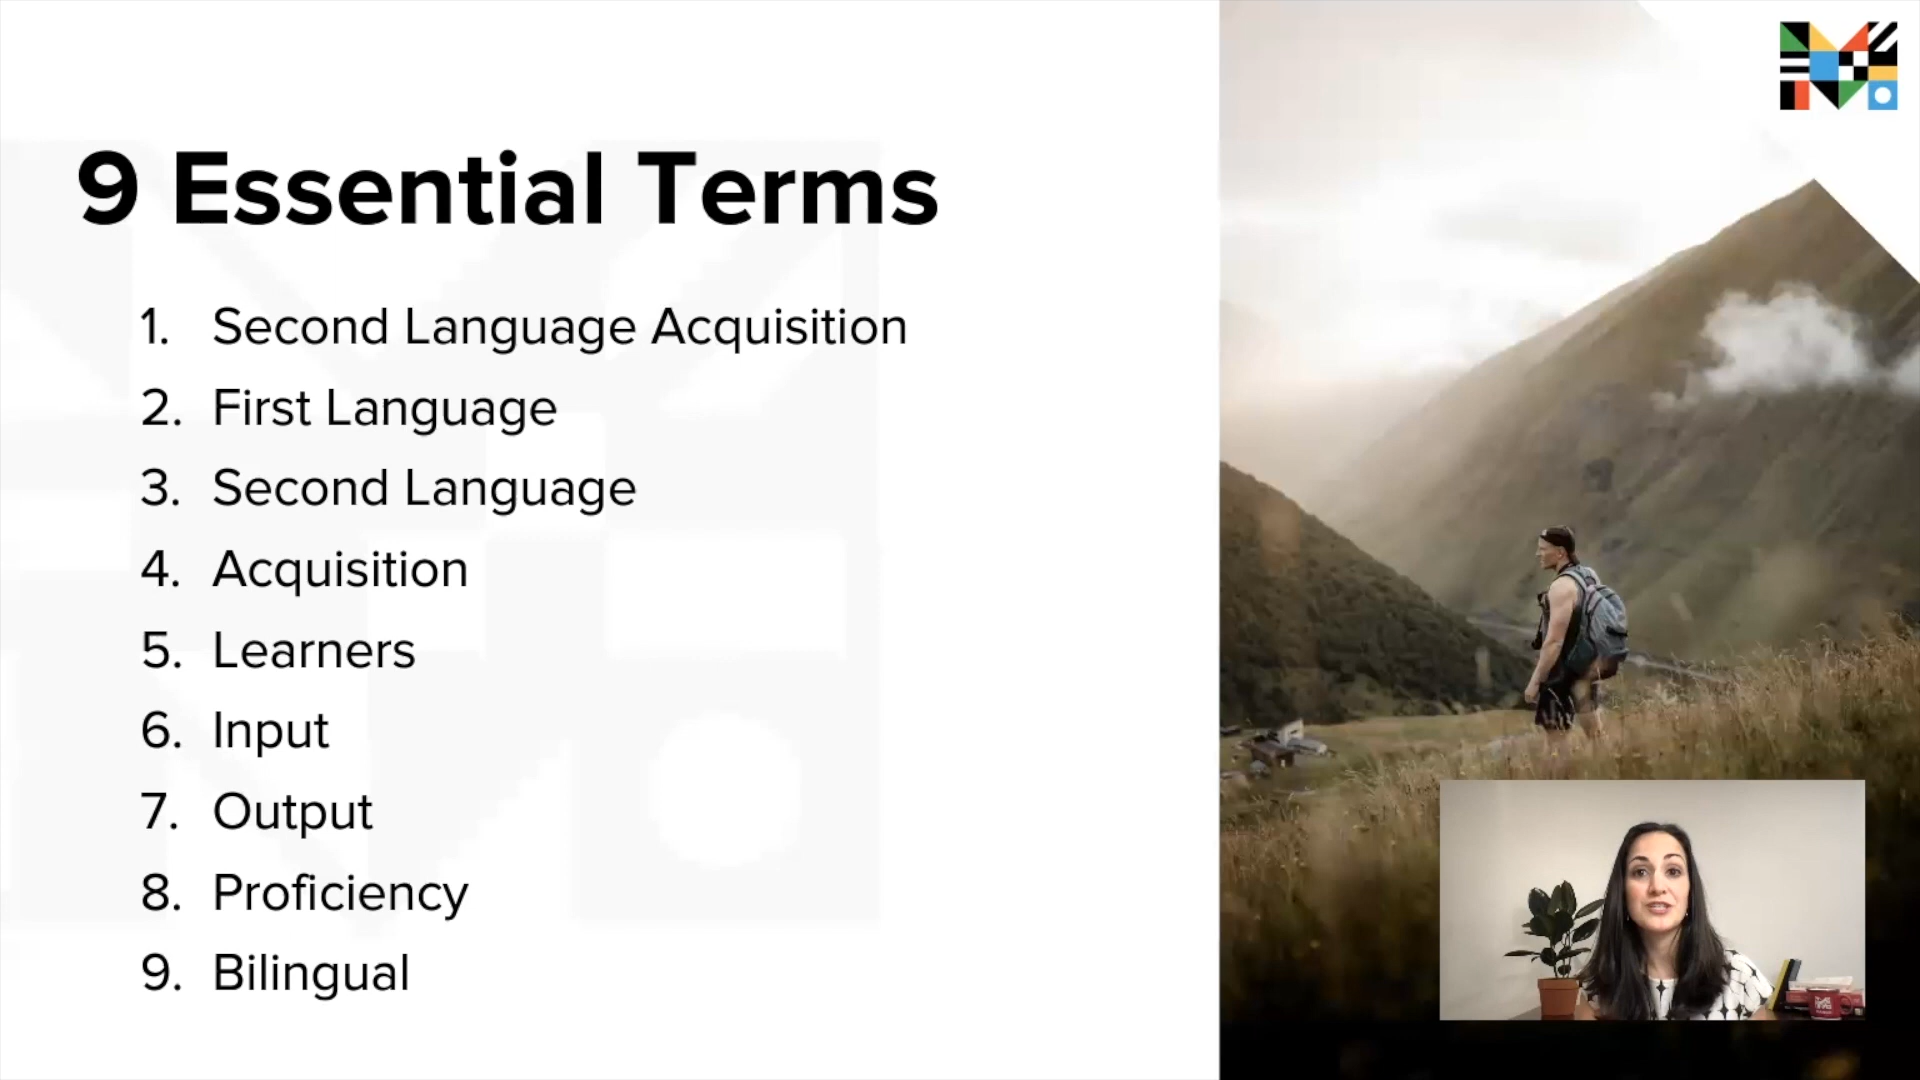 9 Essential Terms
1. Second Language Acquisition
2. First Language
3. Second Language
4. Acquisition
5. Learners
6. Input
7. Output
8. Proficiency
9. Bilingual